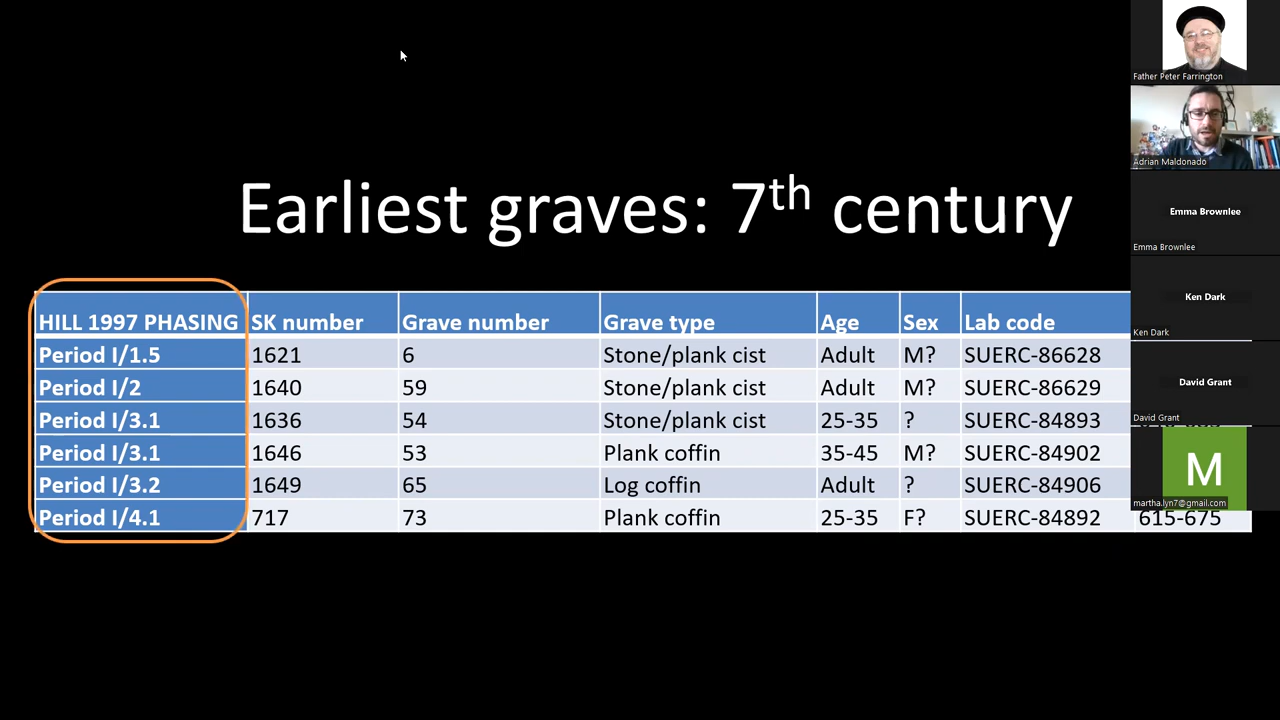 Earliest graves: 7th century
HILL 1997 PHASING SK number Grave number Grave type Age Sex Lab code
Period I/1.5 1621 6 Stone/plank cist Adult M? SUERC-86628
Period I/2 1640 59 Stone/plank cist Adult M? SUERC-86629
Period I/3.1 1636 54 Stone/plank cist 25-35 ? SUERC-84893
Period I/3.1 1646 53 Plank coffin 35-45 M? SUERC-84902
Period I/3.2 1649 65 Log coffin Adult ? SUERC-84906
Period I/4.1 717 73 Plank coffin 25-35 F? SUERC-84892 615-675
Father Peter Farrington
Adrian Maldonado
Emma Brownlee
Emma Brownlee
Ken Dark
Ken Dark
David Grant
David Grant
M
martha.lyn7@gmail.com